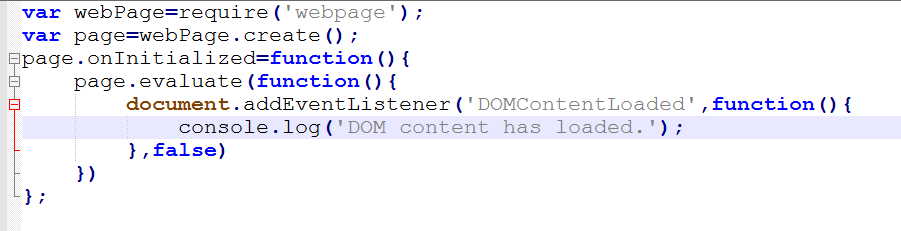 var webPage=require('webpage');
var page=webPage.create();
page.onInitialized=function(){
    page.evaluate(function(){
        document.addEventListener('DOMContentLoaded',function(){
            console.log('DOM content has loaded.');
        },false)
    })
};